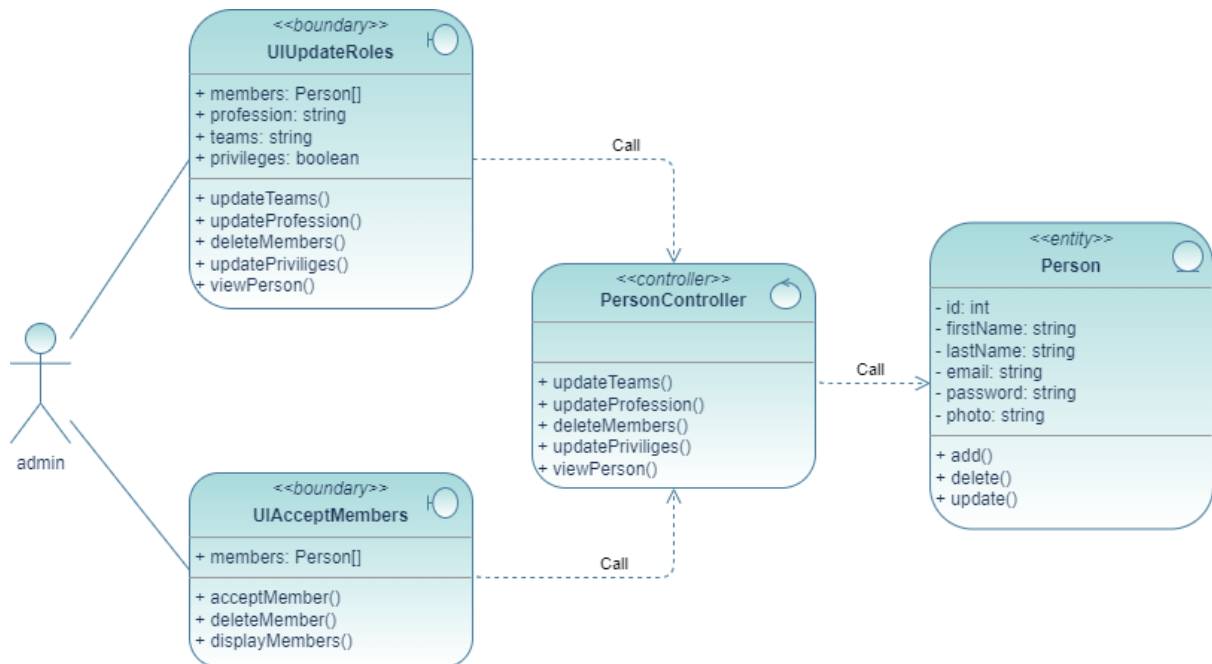 <<boundary>>
UIUpdateRoles
+ members: Person[]
+ profession: string
+ teams: string
+ privileges: boolean
+ updateTeams()
+ updateProfession()
+ deleteMembers()
+ updatePriviliges()
+ viewPerson()
Call
<<controller>>
PersonController
+ updateTeams()
+ updateProfession()
+ deleteMembers()
+ updatePriviliges()
+ viewPerson()
Call
<<entity>>
Person
- id: int
- firstName: string
- lastName: string
- email: string
- password: string
- photo: string
+ add()
+ delete()
+ update()
admin
<<boundary>>
UIAcceptMembers
+ members: Person[]
+ acceptMember()
+ deleteMember()
+ displayMembers()
Call